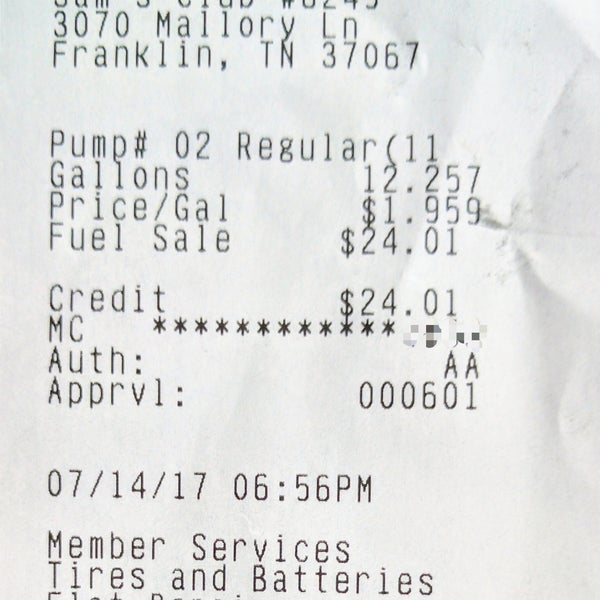 3070 Mallory Ln
Franklin, TN 37067
Pump# 02 Regular(11
Gallons 12.257
Price/Gal $1.959
Fuel Sale $24.01
Credit $24.01
MC ************
Auth: AA
Apprvl: 000601
07/14/17 06:56PM
Member Services
Tires and Batteries